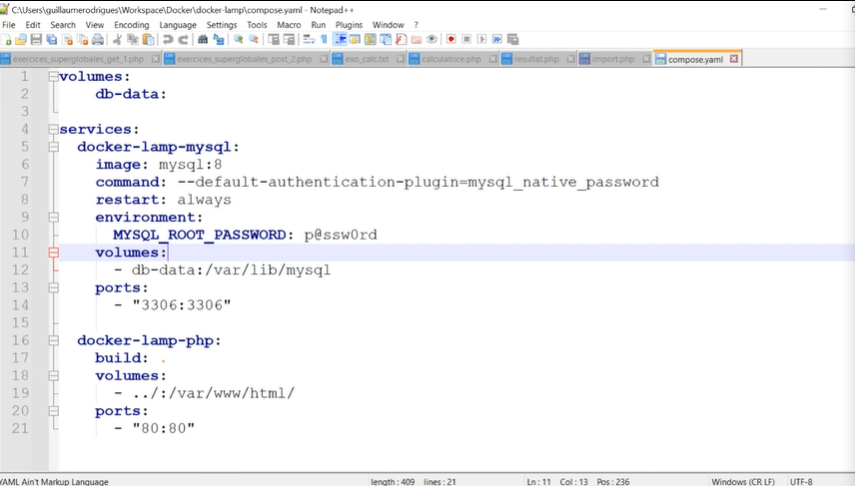 C:\Users\guillaumerodrigues\Workspace\Docker\docker-lamp\compose.yaml - Notepad++
File Edit Search View Encoding Language Settings Tools Macro Run Plugins Window ?
exercices_superglobales_get_1.php exercices_superglobales_post_2.php exo_calc.txt calculatrice.php resultat.php import.php compose.yaml
1 volumes:
2 db-data:
3
4 services:
5 docker-lamp-mysql:
6 image: mysql:8
7 command: --default-authentication-plugin=mysql_native_password
8 restart: always
9 environment:
10 MYSQL_ROOT_PASSWORD: p@ssw0rd
11 volumes:
12 - db-data:/var/lib/mysql
13 ports:
14 - "3306:3306"
15
16 docker-lamp-php:
17 build: .
18 volumes:
19 - ../:/var/www/html/
20 ports:
21 - "80:80"
YAML Ain't Markup Language length : 409 lines : 21 Ln : 11 Col : 13 Pos : 236 Windows (CR LF) UTF-8